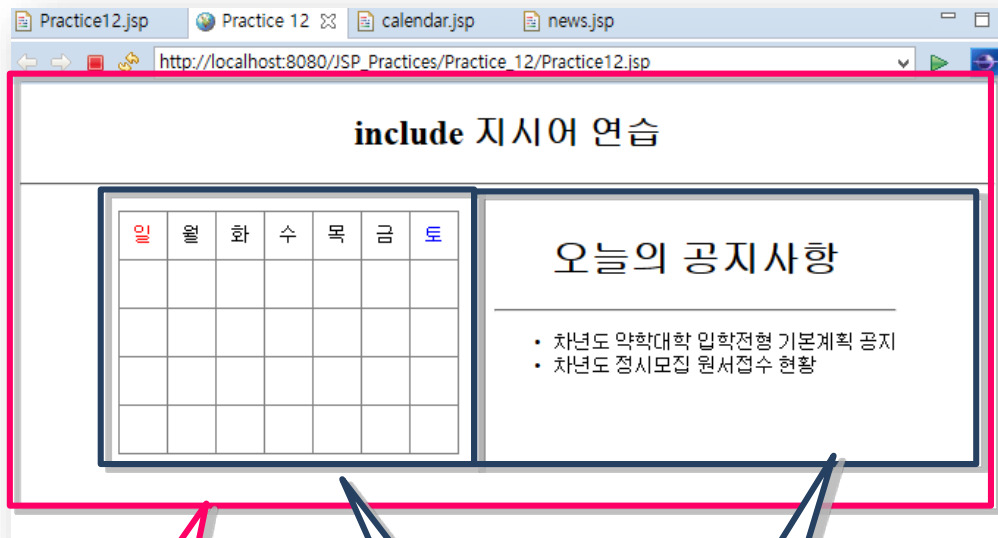 Practice12.jsp
Practice 12
calendar.jsp
news.jsp
http://localhost:8080/JSP_Practices/Practice_12/Practice12.jsp
include 지시어 연습
일 월 화 수 목 금 토
오늘의 공지사항
• 차년도 약학대학 입학전형 기본계획 공지
• 차년도 정시모집 원서접수 현황